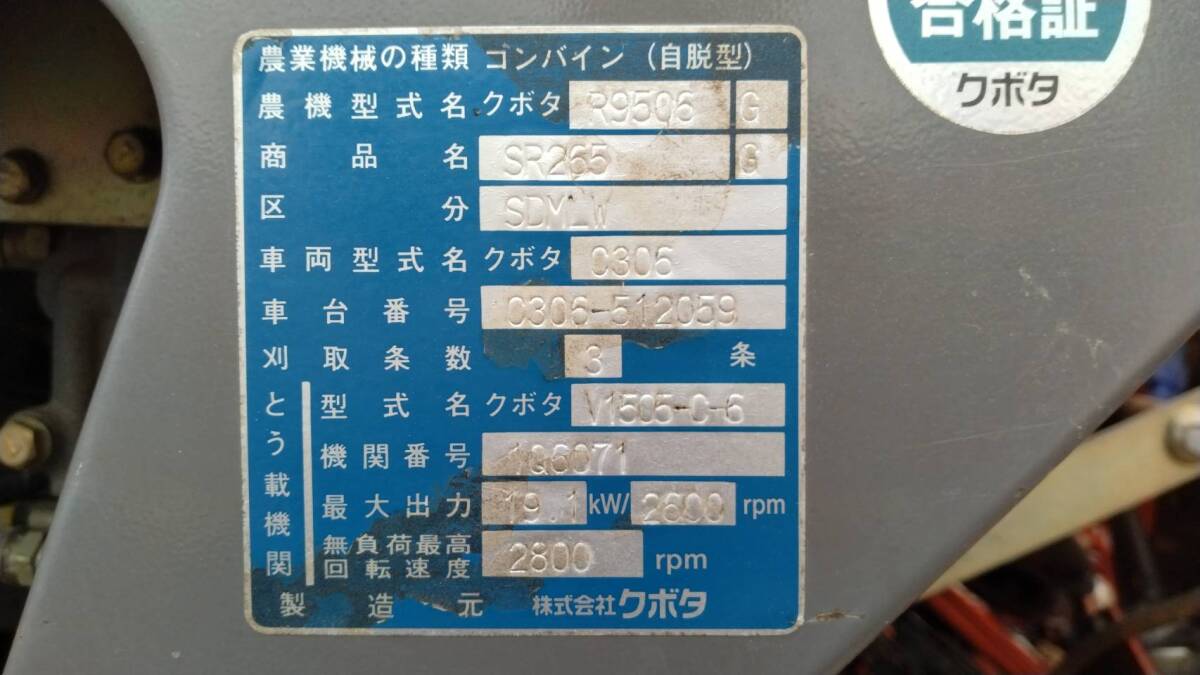 合格証
クボタ
農業機械の種類 コンバイン（自脱型）
農機型式名 クボタ R9506 G
商品名 SR265 G
区分 SDMLW
車両型式名 クボタ C306
車台番号 C306-512059
刈取条数 3 条
とう載機関
型式名 クボタ V1505-C-6
機関番号 1Q6071
最大出力 19.1 kW/ 2600 rpm
無負荷最高回転速度 2800 rpm
製造元 株式会社クボタ